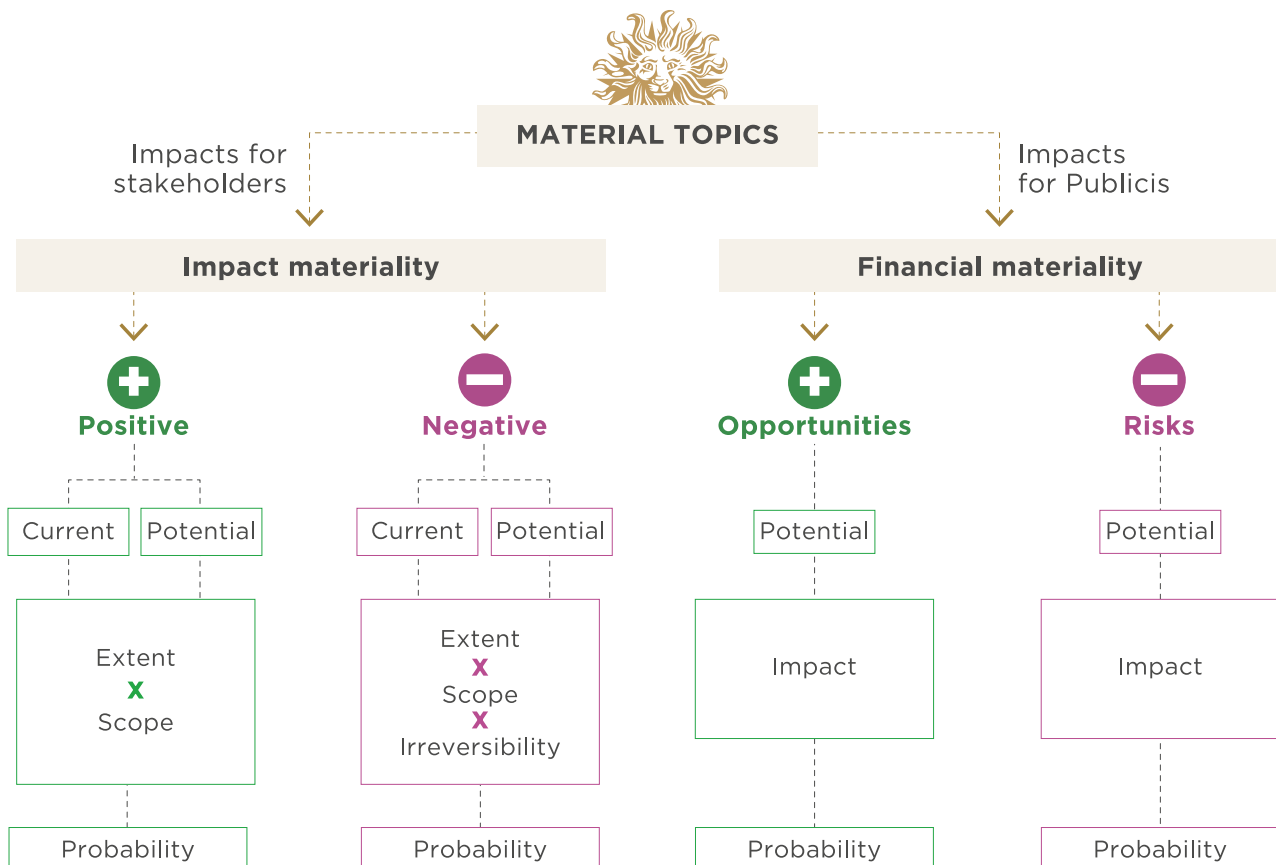 MATERIAL TOPICS
Impacts for
stakeholders
Impacts
for Publicis
Impact materiality
Financial materiality
Positive
Negative
Opportunities
Risks
Current
Potential
Current
Potential
Potential
Potential
Extent
X
Scope
Extent
X
Scope
X
Irreversibility
Impact
Impact
Probability
Probability
Probability
Probability